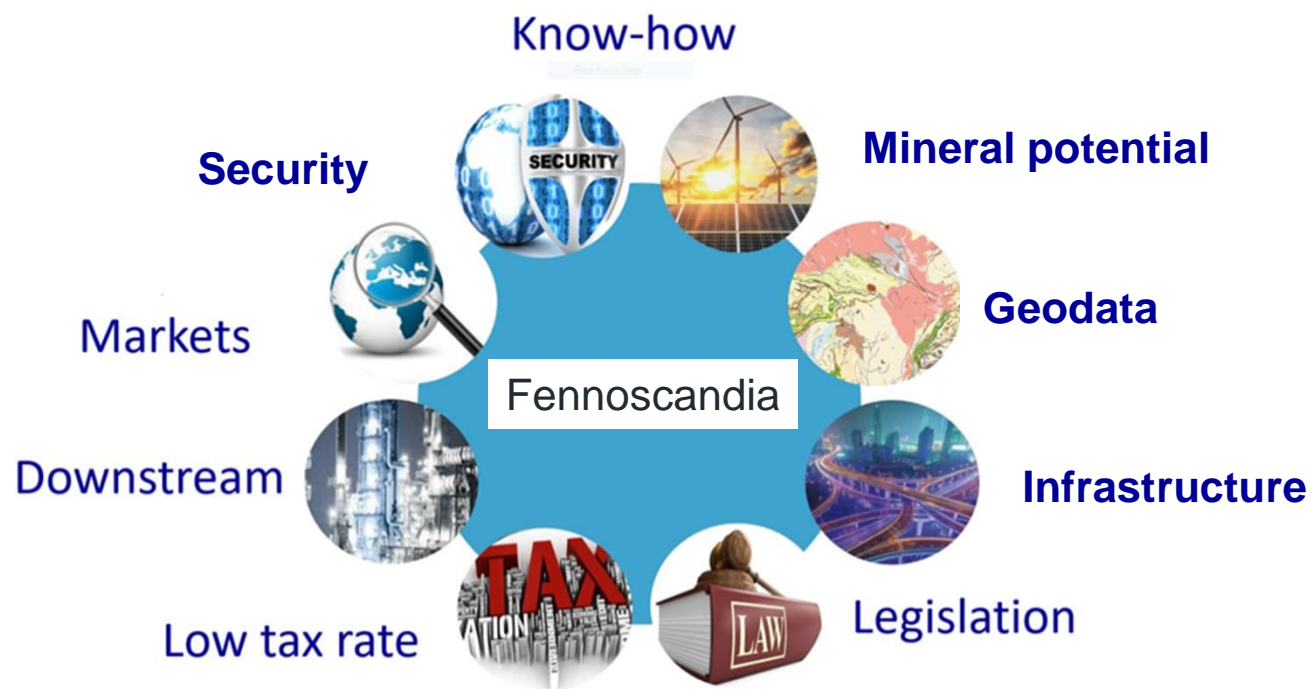 Know-how
Security
SECURITY
Mineral potential
Markets
Geodata
Fennoscandia
Downstream
Infrastructure
Low tax rate
TAX
LAW
Legislation